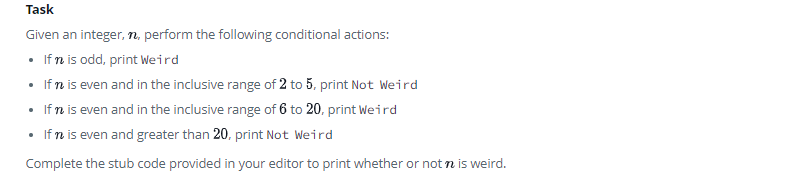 Task
Given an integer, n, perform the following conditional actions:
• If n is odd, print Weird
• If n is even and in the inclusive range of 2 to 5, print Not Weird
• If n is even and in the inclusive range of 6 to 20, print Weird
• If n is even and greater than 20, print Not Weird
Complete the stub code provided in your editor to print whether or not n is weird.